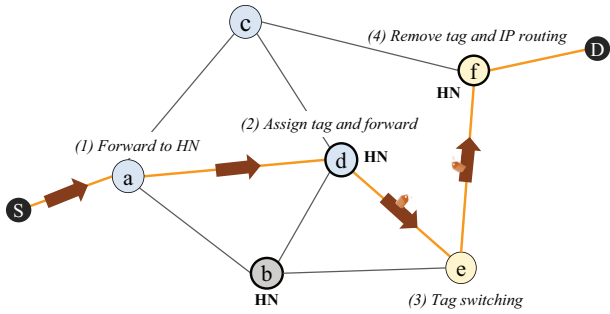 c
(4) Remove tag and IP routing
D
f
HN
(2) Assign tag and forward
(1) Forward to HN
d
HN
a
S
b
HN
e
(3) Tag switching